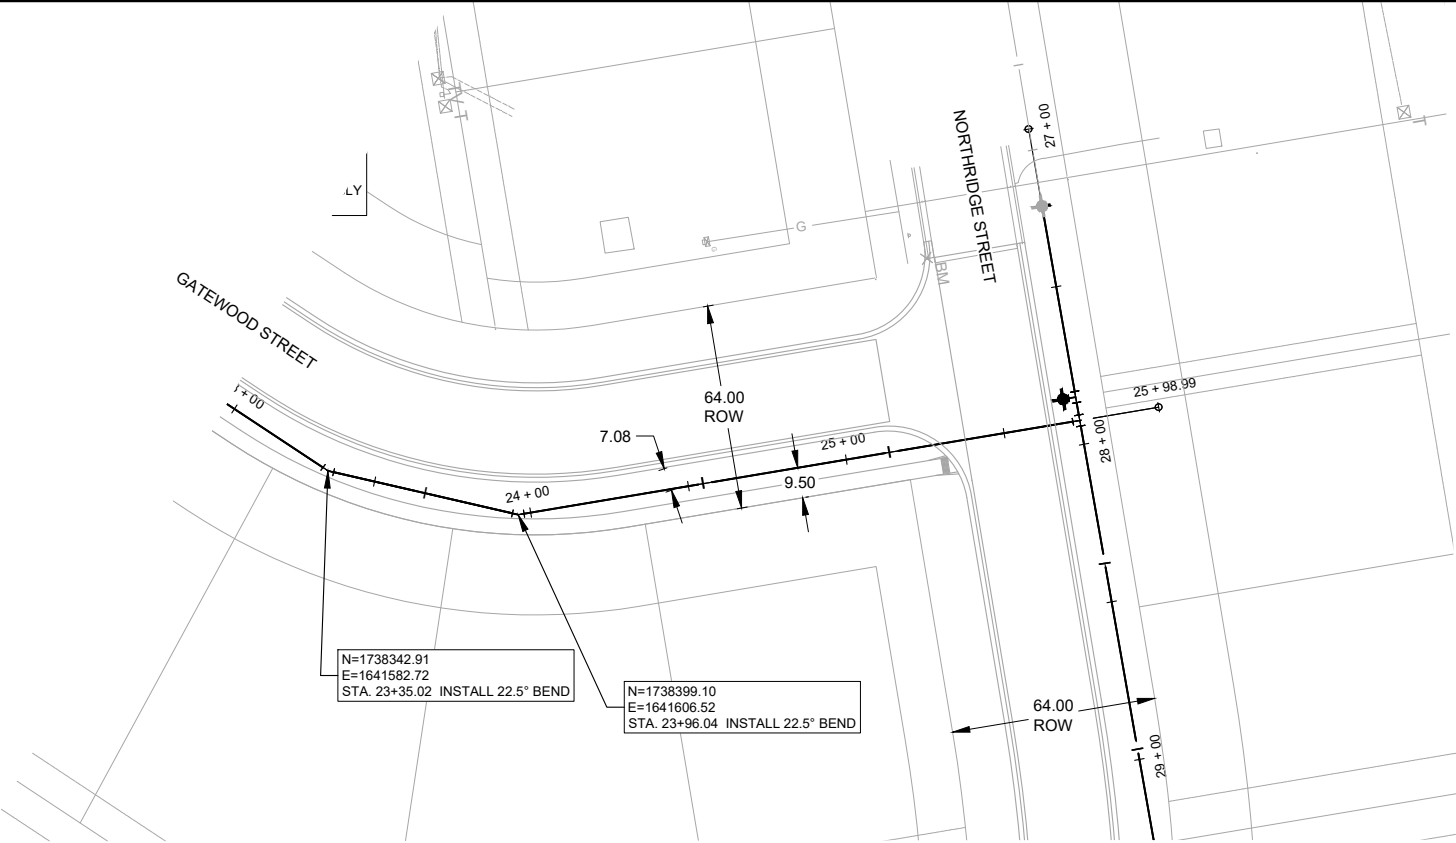 LY
GATEWOOD STREET
NORTHRIDGE STREET
27 + 00
T
T
G
BM
+ 00
64.00
ROW
7.08
25 + 00
9.50
24 + 00
25 + 98.99
28 + 00
N=1738342.91
E=1641582.72
STA. 23+35.02 INSTALL 22.5° BEND
N=1738399.10
E=1641606.52
STA. 23+96.04 INSTALL 22.5° BEND
64.00
ROW
29 + 00